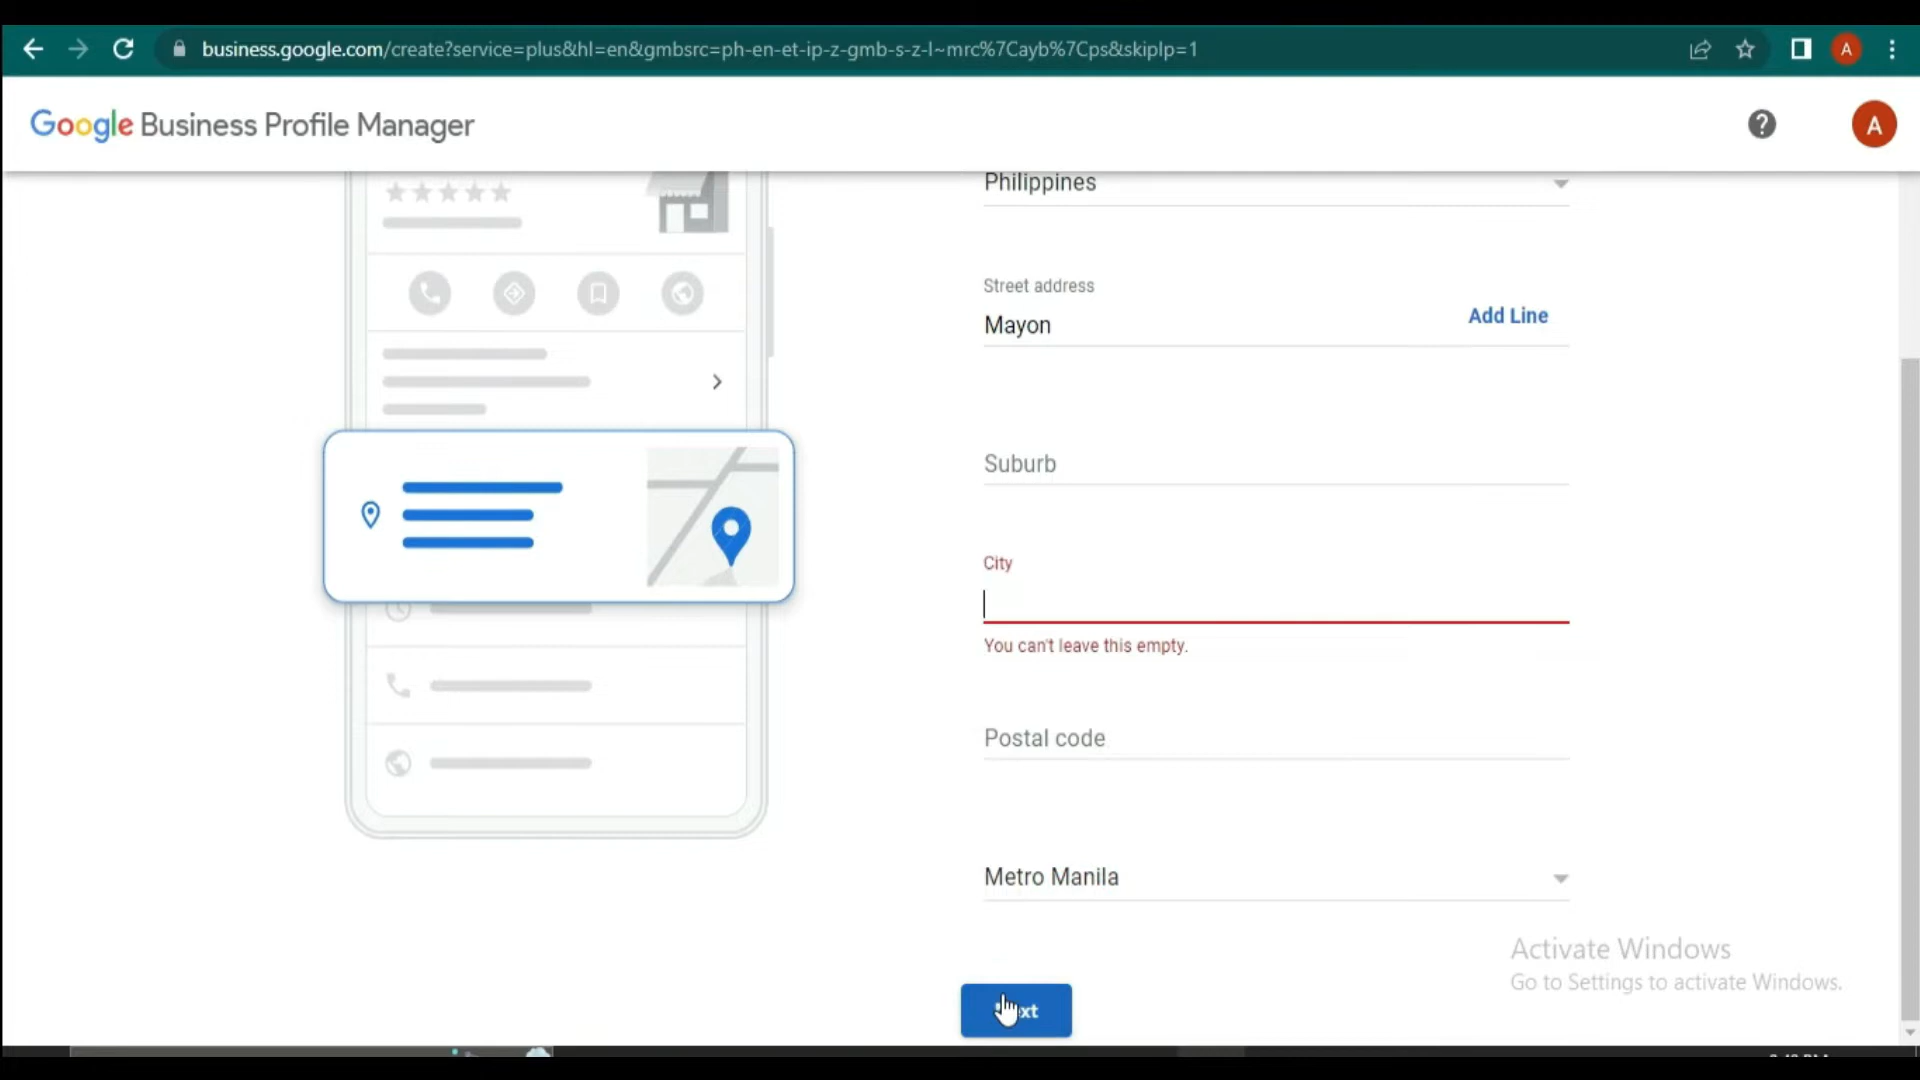 business.google.com/create?service=plus&hl=en&gmbsrc=ph-en-et-ip-z-gmb-s-z-l~mrc%7Cayb%7Cps&skiplp=1
A
Google Business Profile Manager
?
A
Philippines
Street address
Mayon
Add Line
Suburb
City
You can't leave this empty.
Postal code
Metro Manila
Activate Windows
Go to Settings to activate Windows.